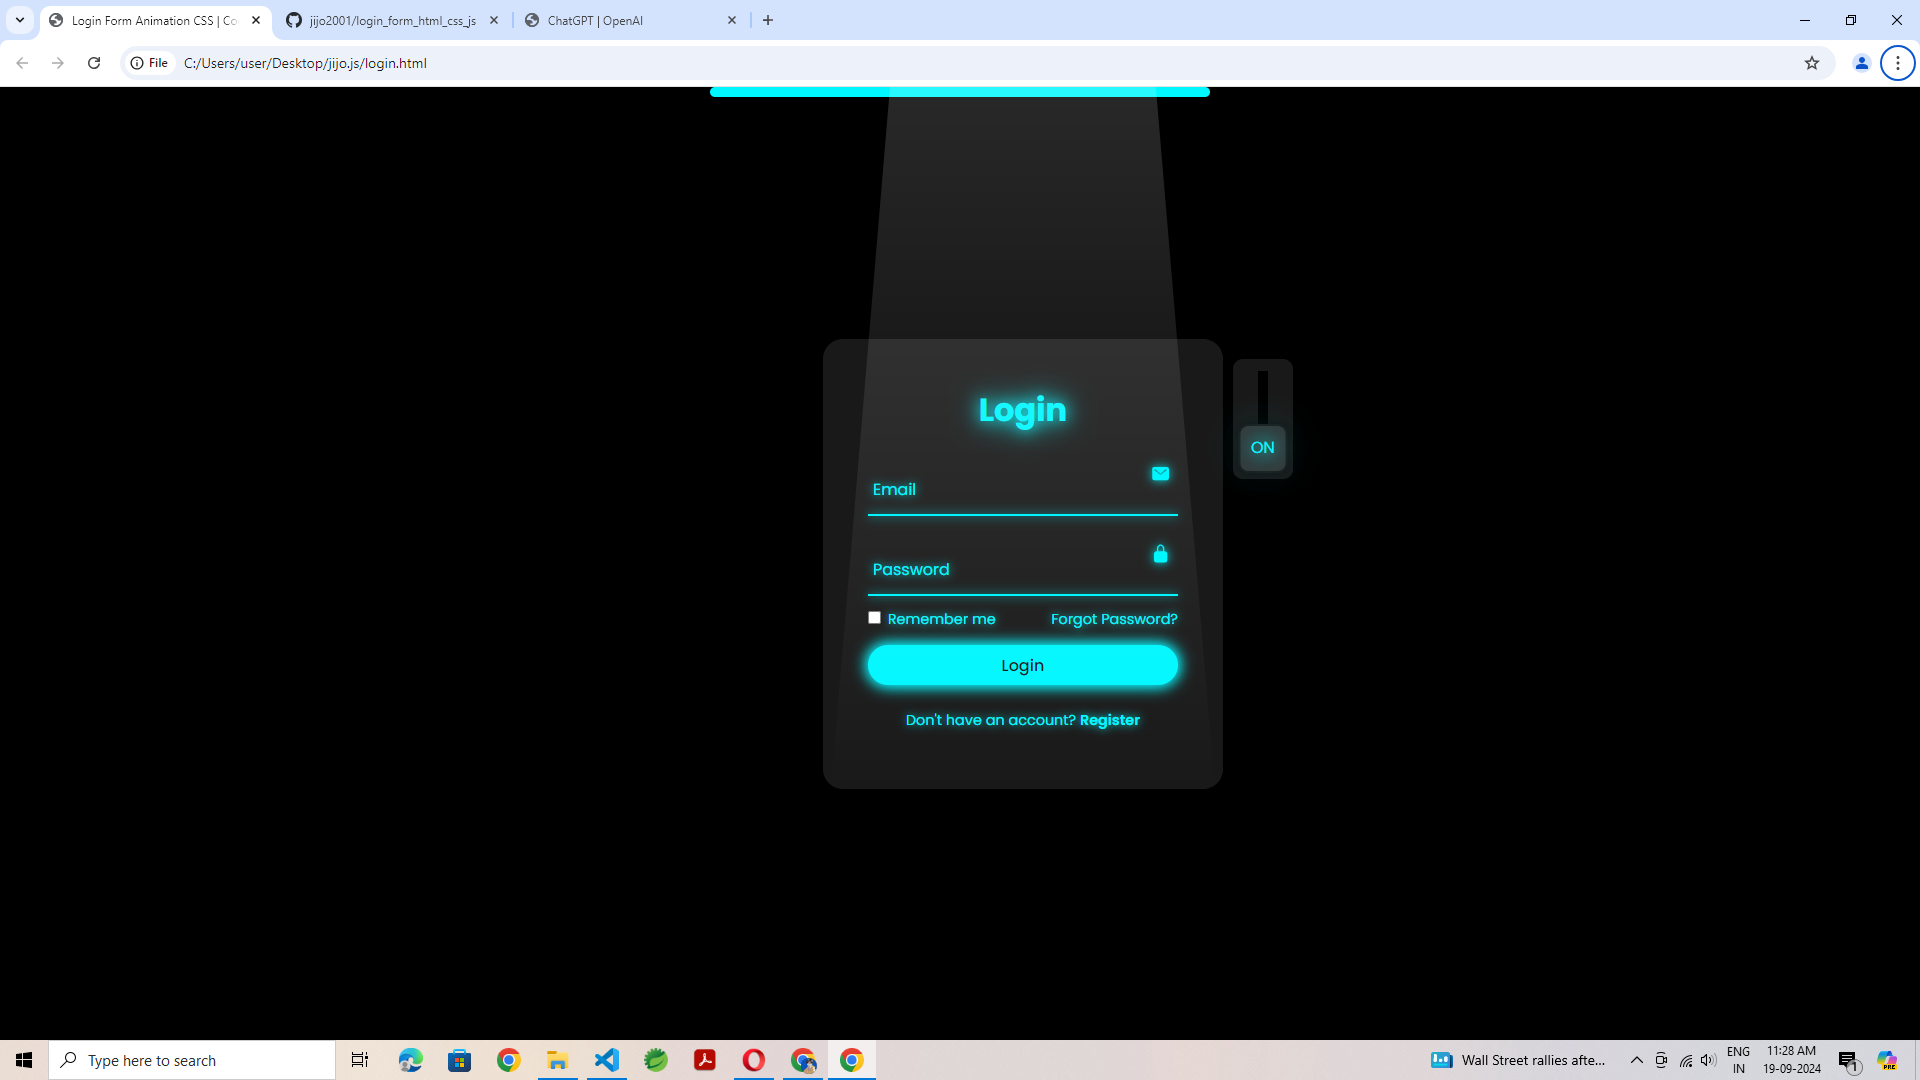 Login Form Animation CSS | Co
jijo2001/login_form_html_css_js
ChatGPT | OpenAI
File
C:/Users/user/Desktop/jijo.js/login.html
Login
ON
Email
Password
Remember me
Forgot Password?
Login
Don't have an account? Register
Type here to search
Wall Street rallies afte...
ENG
IN
11:28 AM
19-09-2024
1
PRE